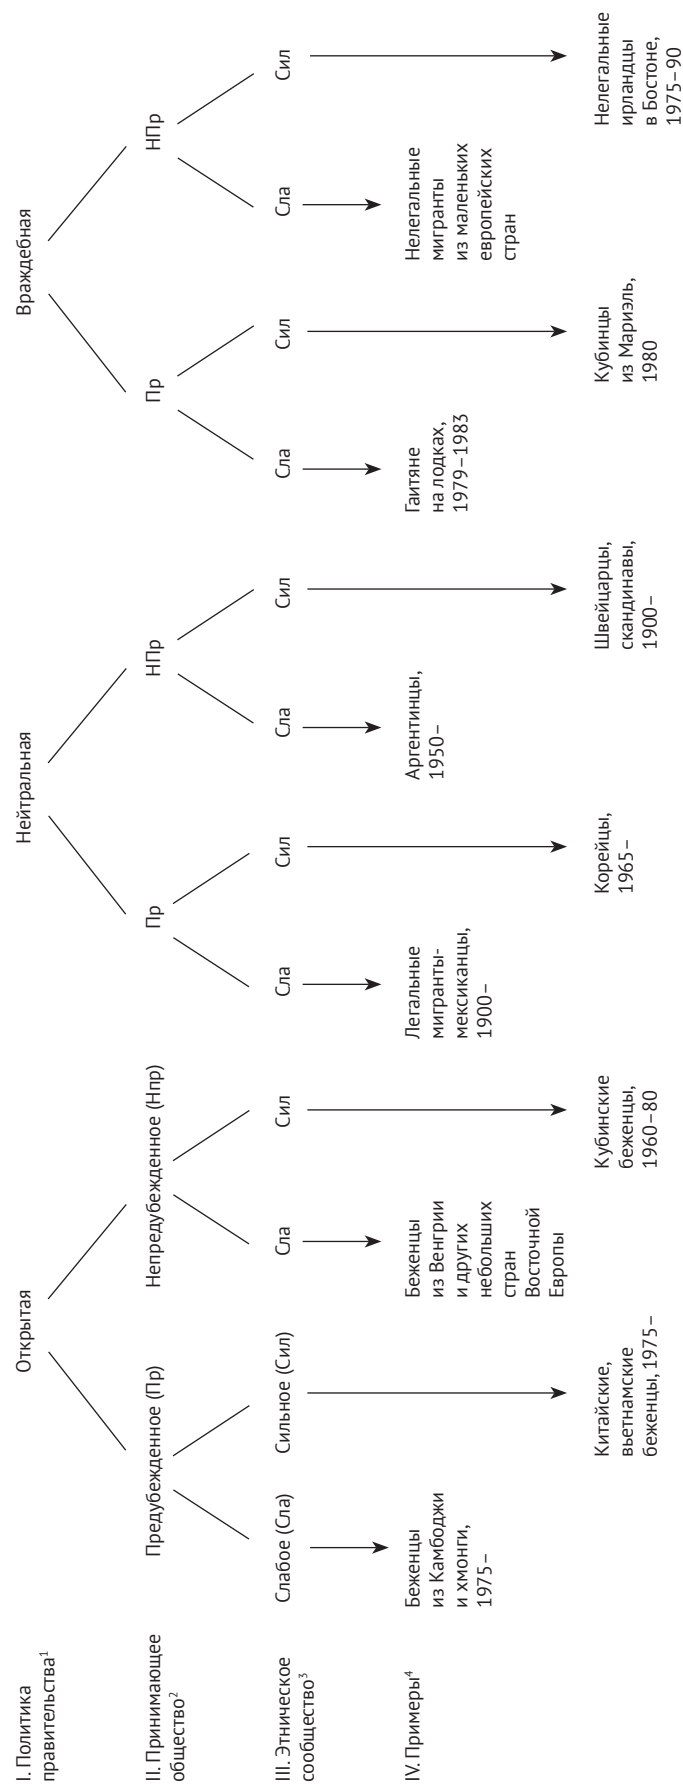 I. Политика
правительства¹
Открытая
Нейтральная
Враждебная
II. Принимающее
общество²
Предубежденное (Пр)
Непредубежденное (Нпр)
Пр
НПр
Пр
НПр
III. Этническое
сообщество³
Слабое (Сла)
Сильное (Сил)
Сла
Сил
Сла
Сил
Сла
Сил
Сла
Сил
Сла
Сил
IV. Примеры⁴
Беженцы
из Камбоджи
и хмонги,
1975–
Китайские,
вьетнамские
беженцы, 1975–
Беженцы
из Венгрии
и других
небольших
стран
Восточной
Европы
Кубинские
беженцы,
1960–80
Легальные
мигранты-
мексиканцы,
1900–
Корейцы,
1965–
Аргентинцы,
1950–
Швейцарцы,
скандинавы,
1900–
Гаитяне
на лодках,
1979–1983
Кубинцы
из Мариэль,
1980
Нелегальные
мигранты
из маленьких
европейских
стран
Нелегальные
ирландцы
в Бостоне,
1975–90